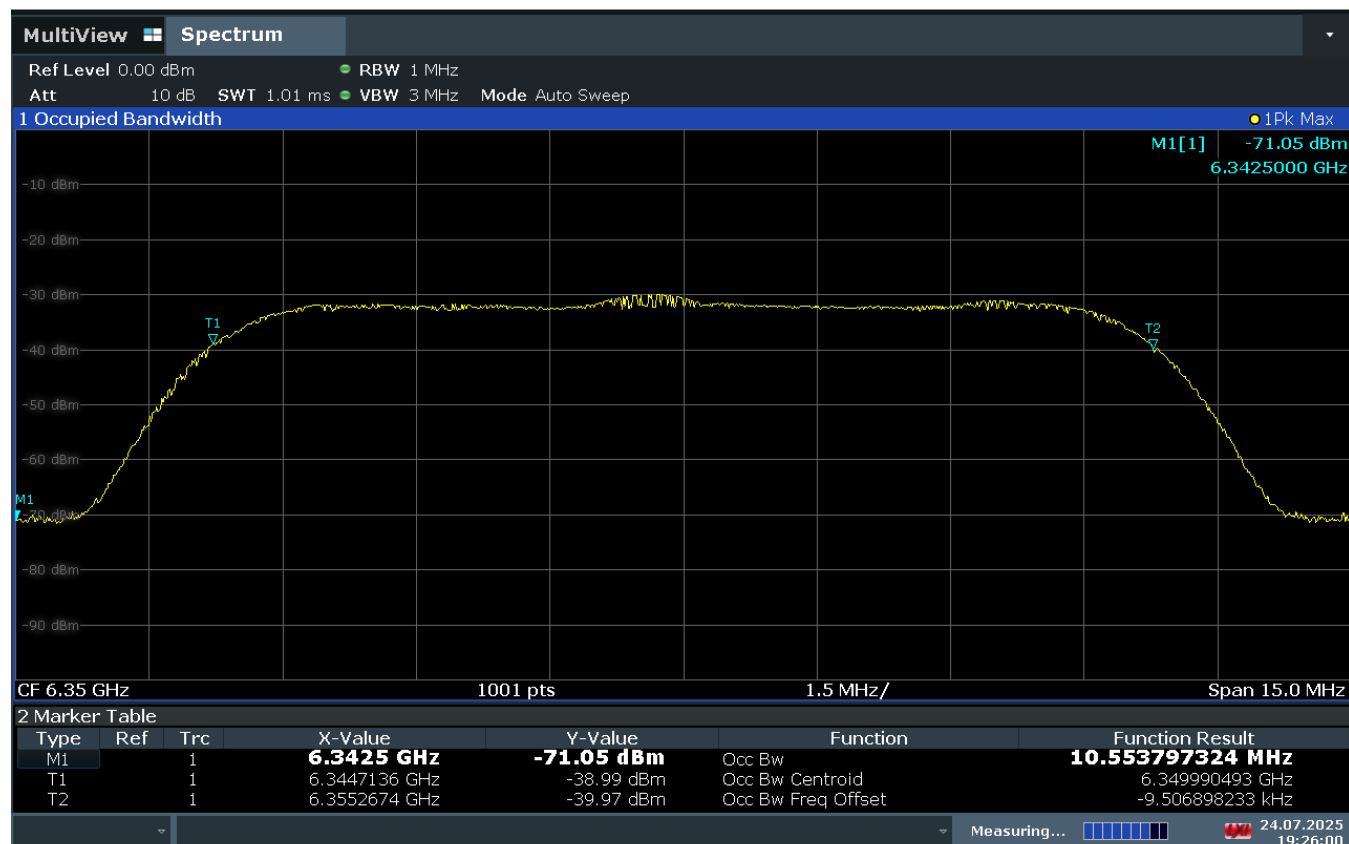 MultiView Spectrum
Ref Level 0.00 dBm RBW 1 MHz
Att 10 dB SWT 1.01 ms VBW 3 MHz Mode Auto Sweep
1 Occupied Bandwidth 1Pk Max
M1[1] -71.05 dBm
6.3425000 GHz
-10 dBm
-20 dBm
-30 dBm
T1
T2
-40 dBm
-50 dBm
-60 dBm
M1
-70 dBm
-80 dBm
-90 dBm
CF 6.35 GHz 1001 pts 1.5 MHz/ Span 15.0 MHz
2 Marker Table
Type Ref Trc X-Value Y-Value Function Function Result
M1 1 6.3425 GHz -71.05 dBm Occ Bw 10.553797324 MHz
T1 1 6.3447136 GHz -38.99 dBm Occ Bw Centroid 6.349990493 GHz
T2 1 6.3552674 GHz -39.97 dBm Occ Bw Freq Offset -9.506898233 kHz
Measuring... 24.07.2025
19:26:00